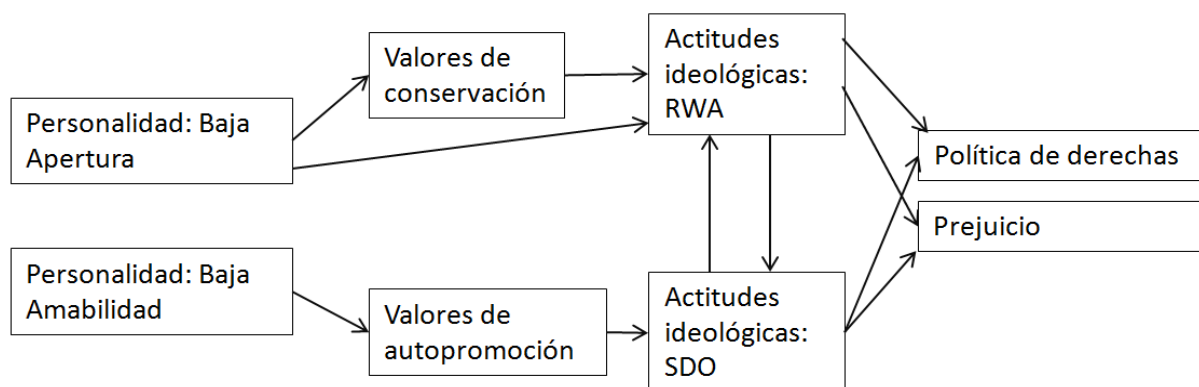 Personalidad: Baja
Apertura
Valores de
conservación
Actitudes
ideológicas:
RWA
Política de derechas
Prejuicio
Personalidad: Baja
Amabilidad
Valores de
autopromoción
Actitudes
ideológicas:
SDO